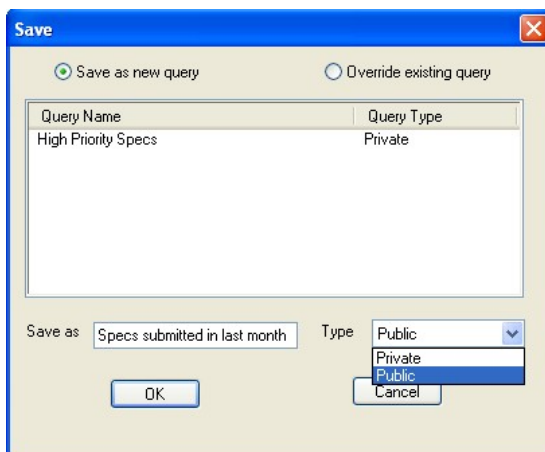 Save
Save as new query Override existing query
Query Name Query Type
High Priority Specs Private
Save as Specs submitted in last month Type Public
Private
Public
OK Cancel